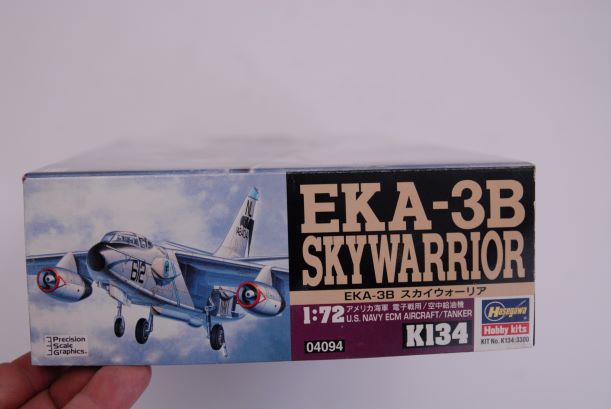 EKA-3B
SKYWARRIOR
EKA-3B スカイウォーリア
1:72 アメリカ海軍 電子戦用/空中給油機
U.S. NAVY ECM AIRCRAFT/TANKER
04094
K134
Hasegawa
Hobby kits
KIT No. K134:3300
Precision
Scale
Graphics.
612
NL